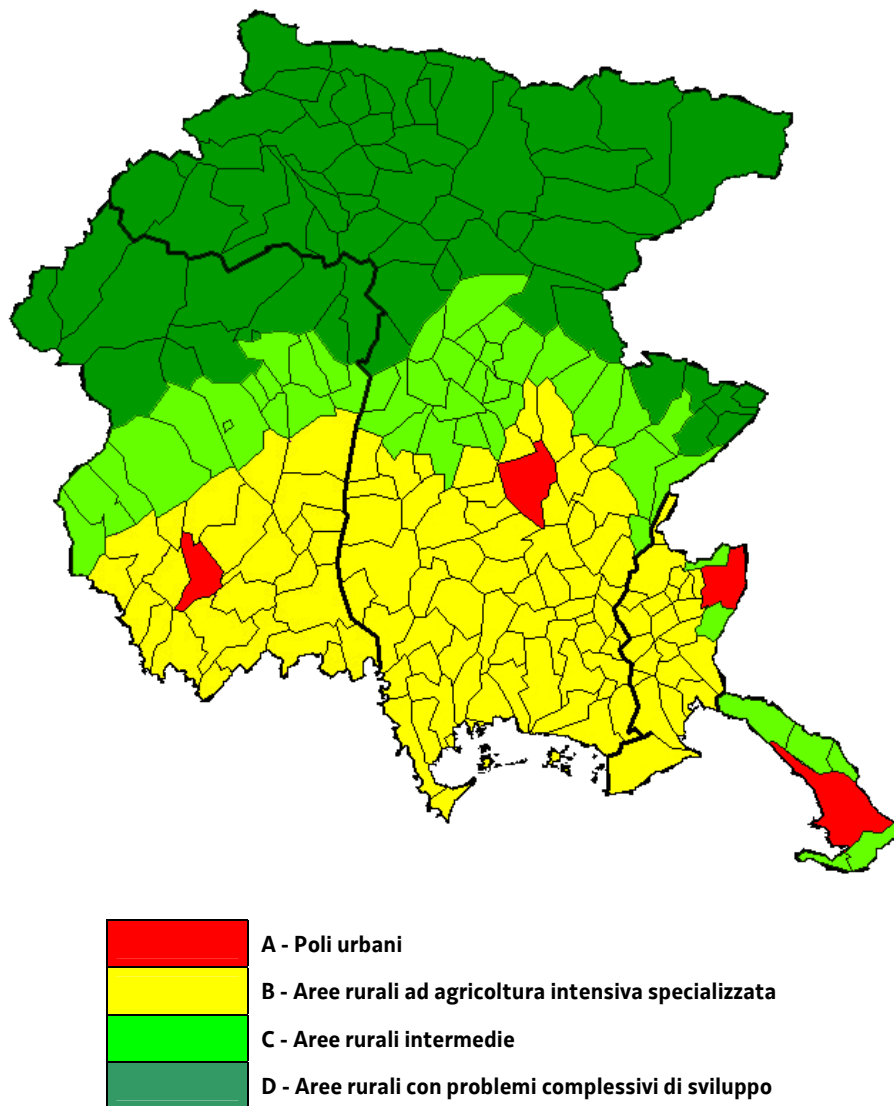 A - Poli urbani
B - Aree rurali ad agricoltura intensiva specializzata
C - Aree rurali intermedie
D - Aree rurali con problemi complessivi di sviluppo